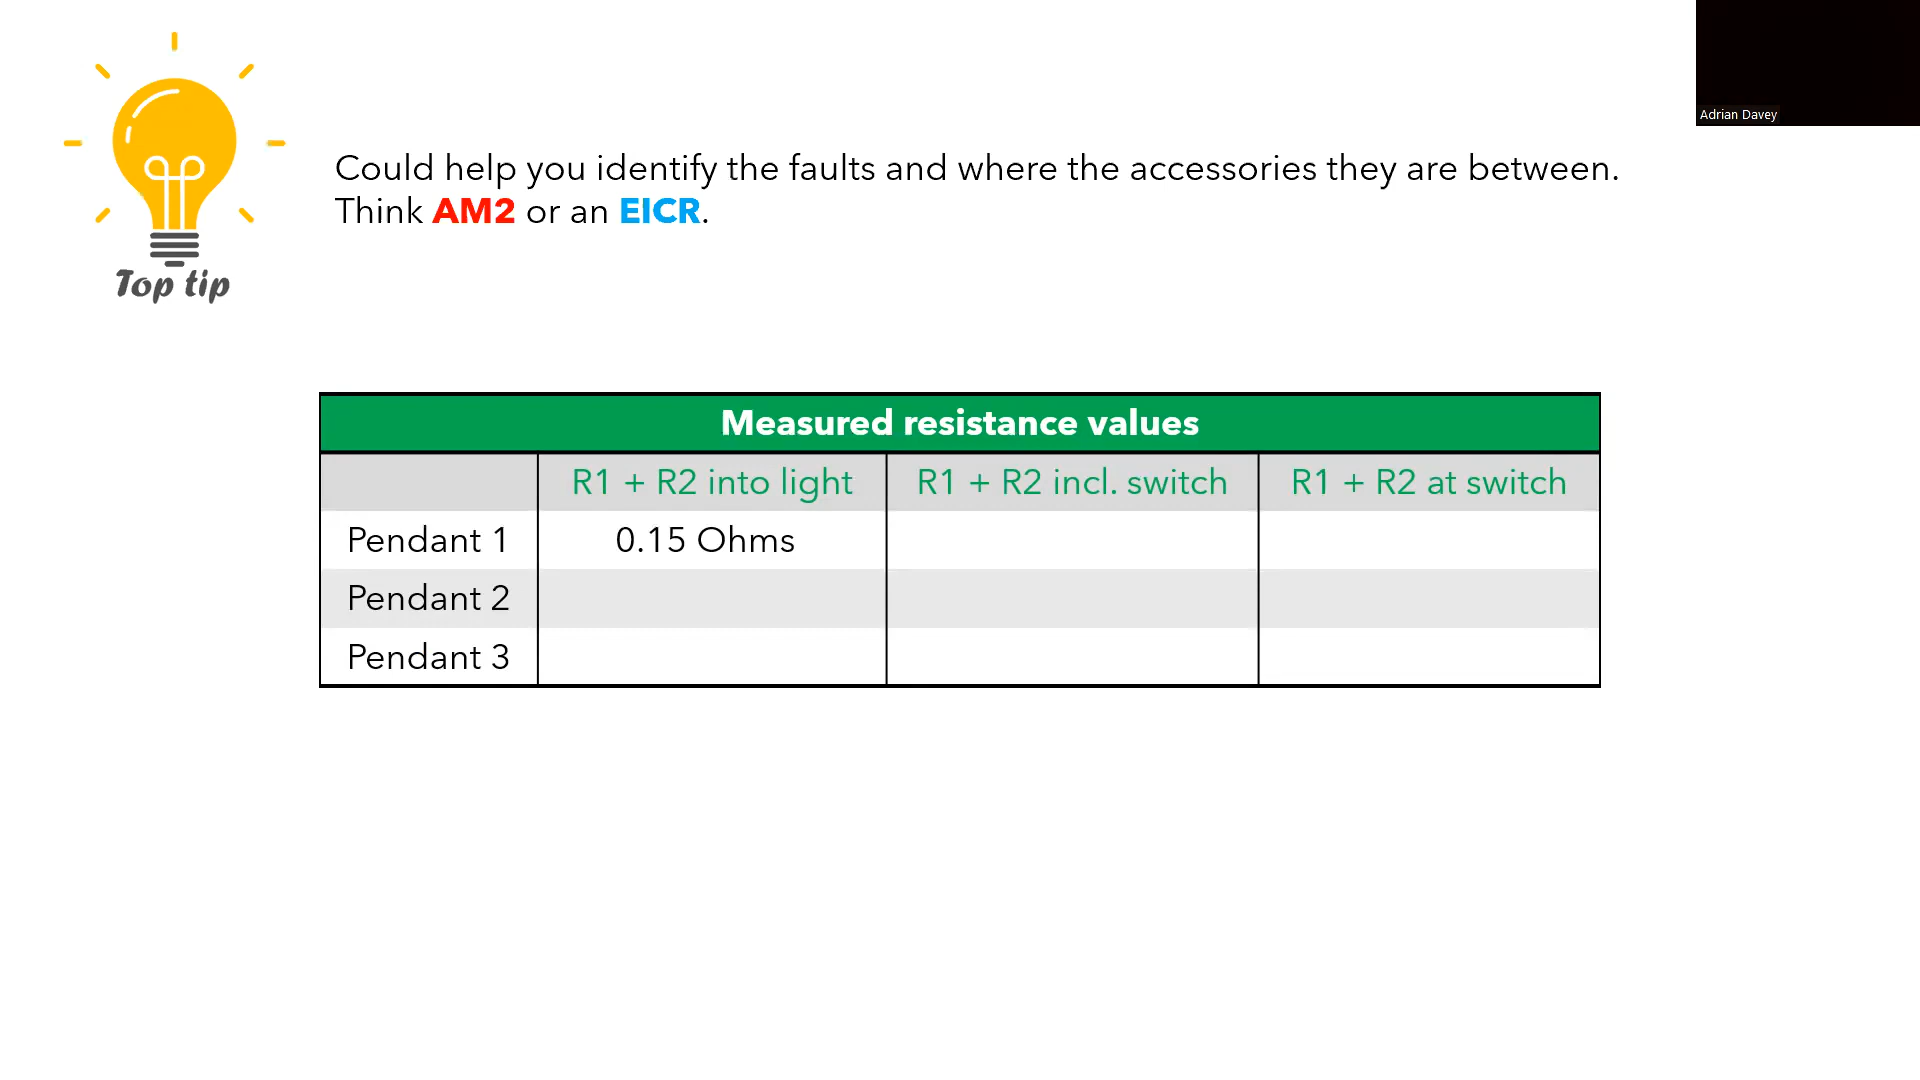 Adrian Davey
Could help you identify the faults and where the accessories they are between.
Think AM2 or an EICR.
Top tip
Measured resistance values
R1 + R2 into light R1 + R2 incl. switch R1 + R2 at switch
Pendant 1 0.15 Ohms
Pendant 2
Pendant 3